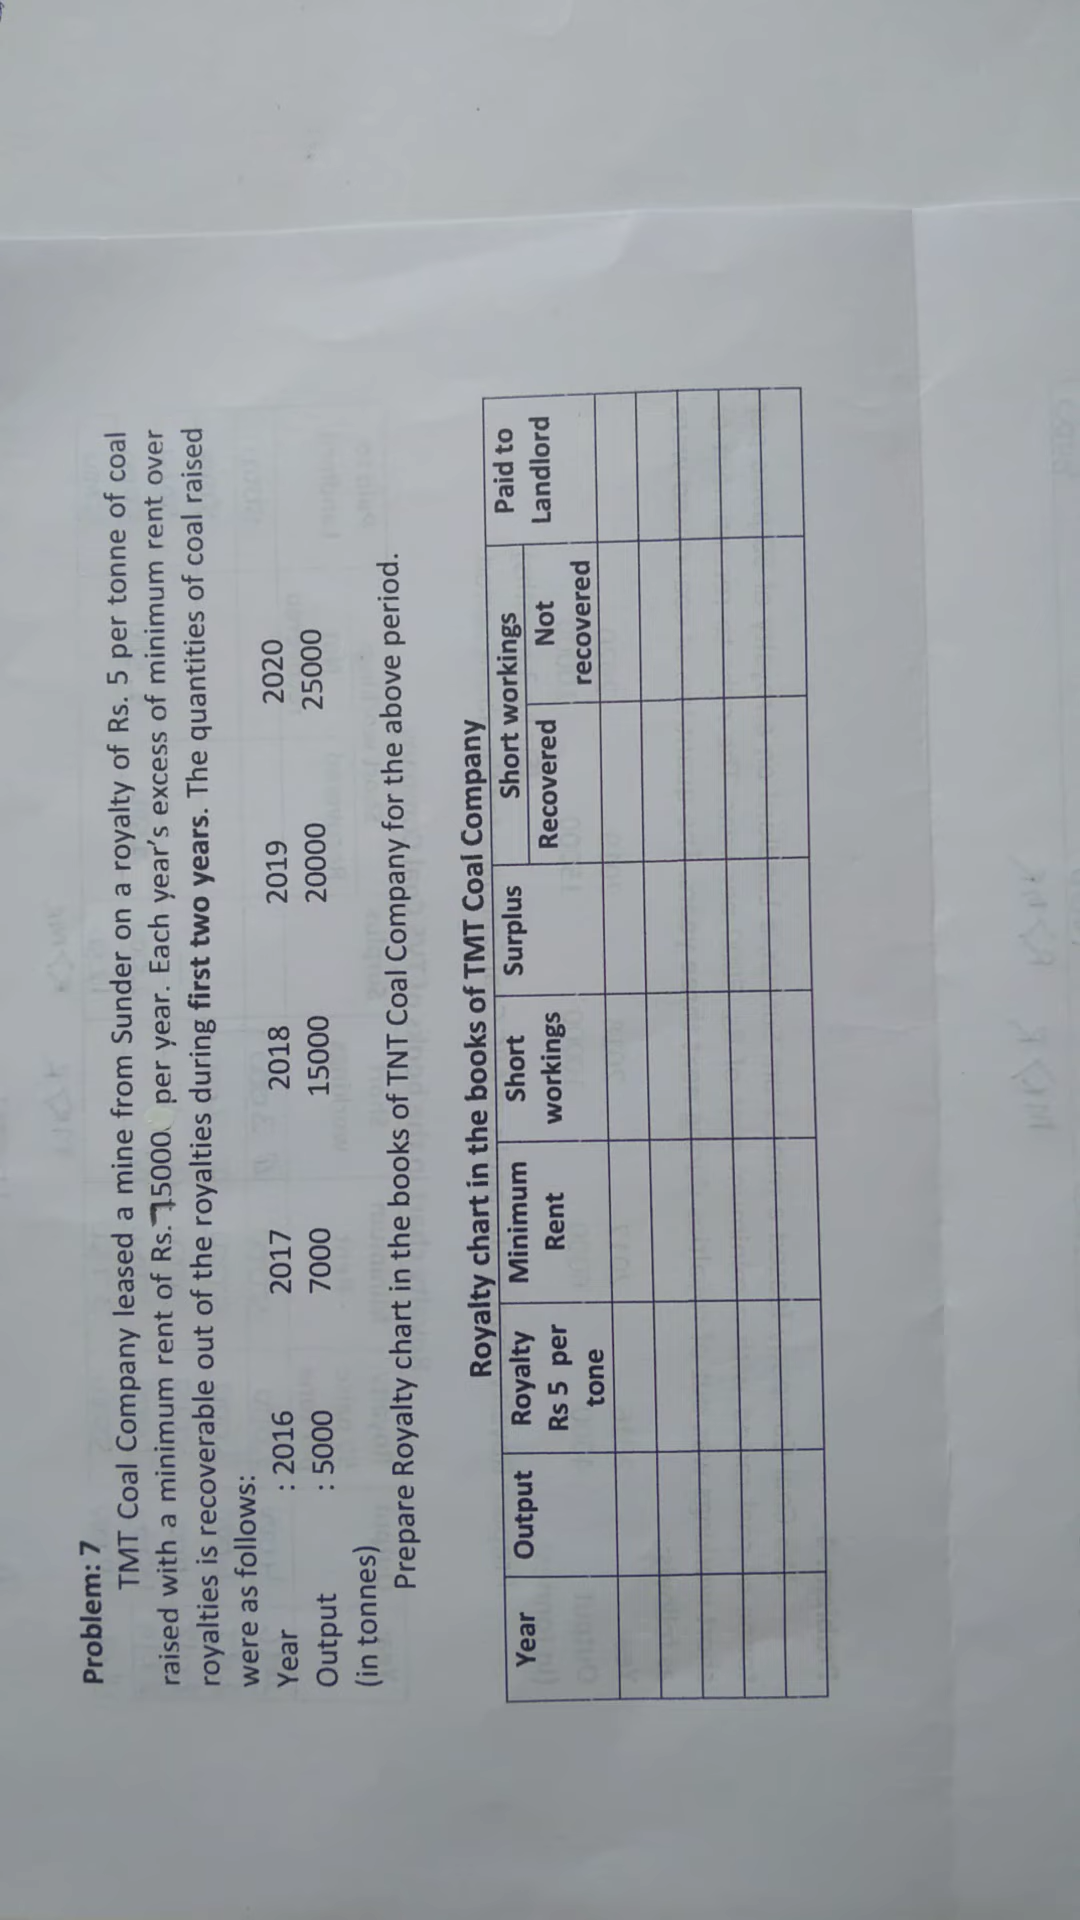 Problem: 7
TMT Coal Company leased a mine from Sunder on a royalty of Rs. 5 per tonne of coal
raised with a minimum rent of Rs. 75000 per year. Each year's excess of minimum rent over
royalties is recoverable out of the royalties during first two years. The quantities of coal raised
were as follows:
Year : 2016 2017 2018 2019 2020
Output : 5000 7000 15000 20000 25000
(in tonnes)
Prepare Royalty chart in the books of TNT Coal Company for the above period.
Royalty chart in the books of TMT Coal Company
Year Output Royalty Minimum Short Surplus Short workings Paid to
Rs 5 per Rent workings Recovered Not Landlord
tone recovered